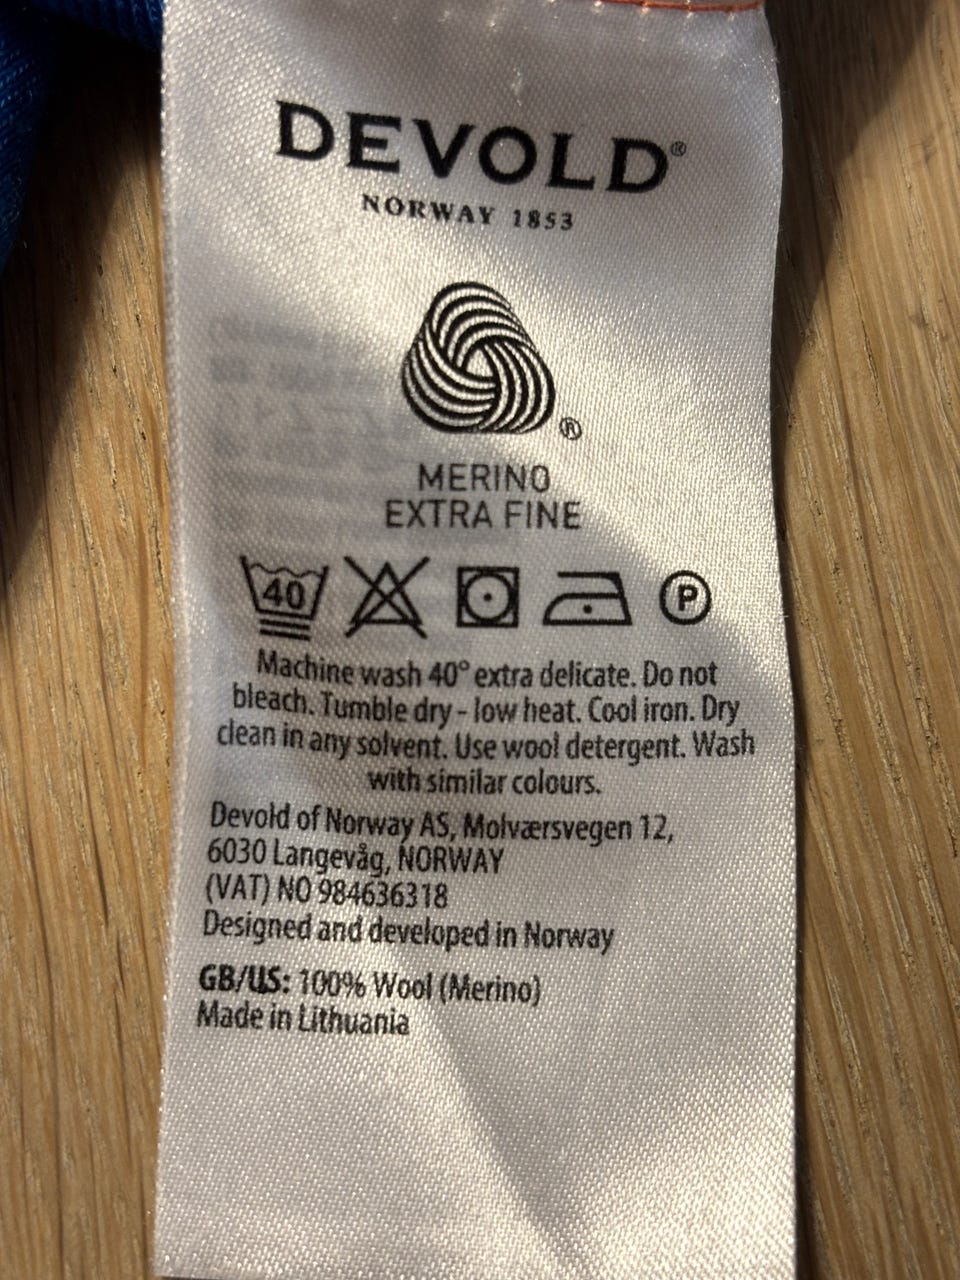 DEVOLD®
NORWAY 1853
®
MERINO
EXTRA FINE
40 P
Machine wash 40° extra delicate. Do not
bleach. Tumble dry - low heat. Cool iron. Dry
clean in any solvent. Use wool detergent. Wash
with similar colours.
Devold of Norway AS, Molværsvegen 12,
6030 Langevåg, NORWAY
(VAT) NO 984636318
Designed and developed in Norway
GB/US: 100% Wool (Merino)
Made in Lithuania